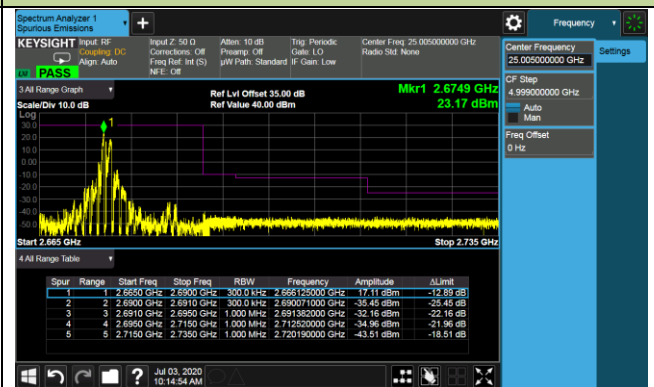 Spectrum Analyzer 1
Spurious Emissions
Frequency
KEYSIGHT
Input: RF
Coupling: DC
Align: Auto
Input Z: 50 Ω
Corrections: Off
Freq Ref: Int (S)
NFE: Off
Atten: 10 dB
Preamp: Off
µW Path: Standard
Trig: Periodic
Gate: LO
IF Gain: Low
Center Freq: 25.005000000 GHz
Radio Std: None
PASS
Center Frequency
25.005000000 GHz
Settings
CF Step
4.999000000 GHz
Auto
Man
Freq Offset
0 Hz
3 All Range Graph
Scale/Div 10.0 dB
Ref Lvl Offset 35.00 dB
Ref Value 40.00 dBm
Mkr1 2.6749 GHz
23.17 dBm
Log
30.0
20.0
10.0
0.00
-10.0
-20.0
-30.0
-40.0
-50.0
1
Start 2.665 GHz
Stop 2.735 GHz
4 All Range Table
Spur Range Start Freq Stop Freq RBW Frequency Amplitude ΔLimit
1 1 2.6650 GHz 2.6900 GHz 300.0 kHz 2.666125000 GHz 17.11 dBm -12.89 dB
2 2 2.6900 GHz 2.6910 GHz 300.0 kHz 2.690071000 GHz -35.45 dBm -25.45 dB
3 3 2.6910 GHz 2.6950 GHz 1.000 MHz 2.691382000 GHz -32.16 dBm -22.16 dB
4 4 2.6950 GHz 2.7150 GHz 1.000 MHz 2.712520000 GHz -34.96 dBm -21.96 dB
5 5 2.7150 GHz 2.7350 GHz 1.000 MHz 2.720190000 GHz -43.51 dBm -18.51 dB
?
Jul 03, 2020
10:14:54 AM